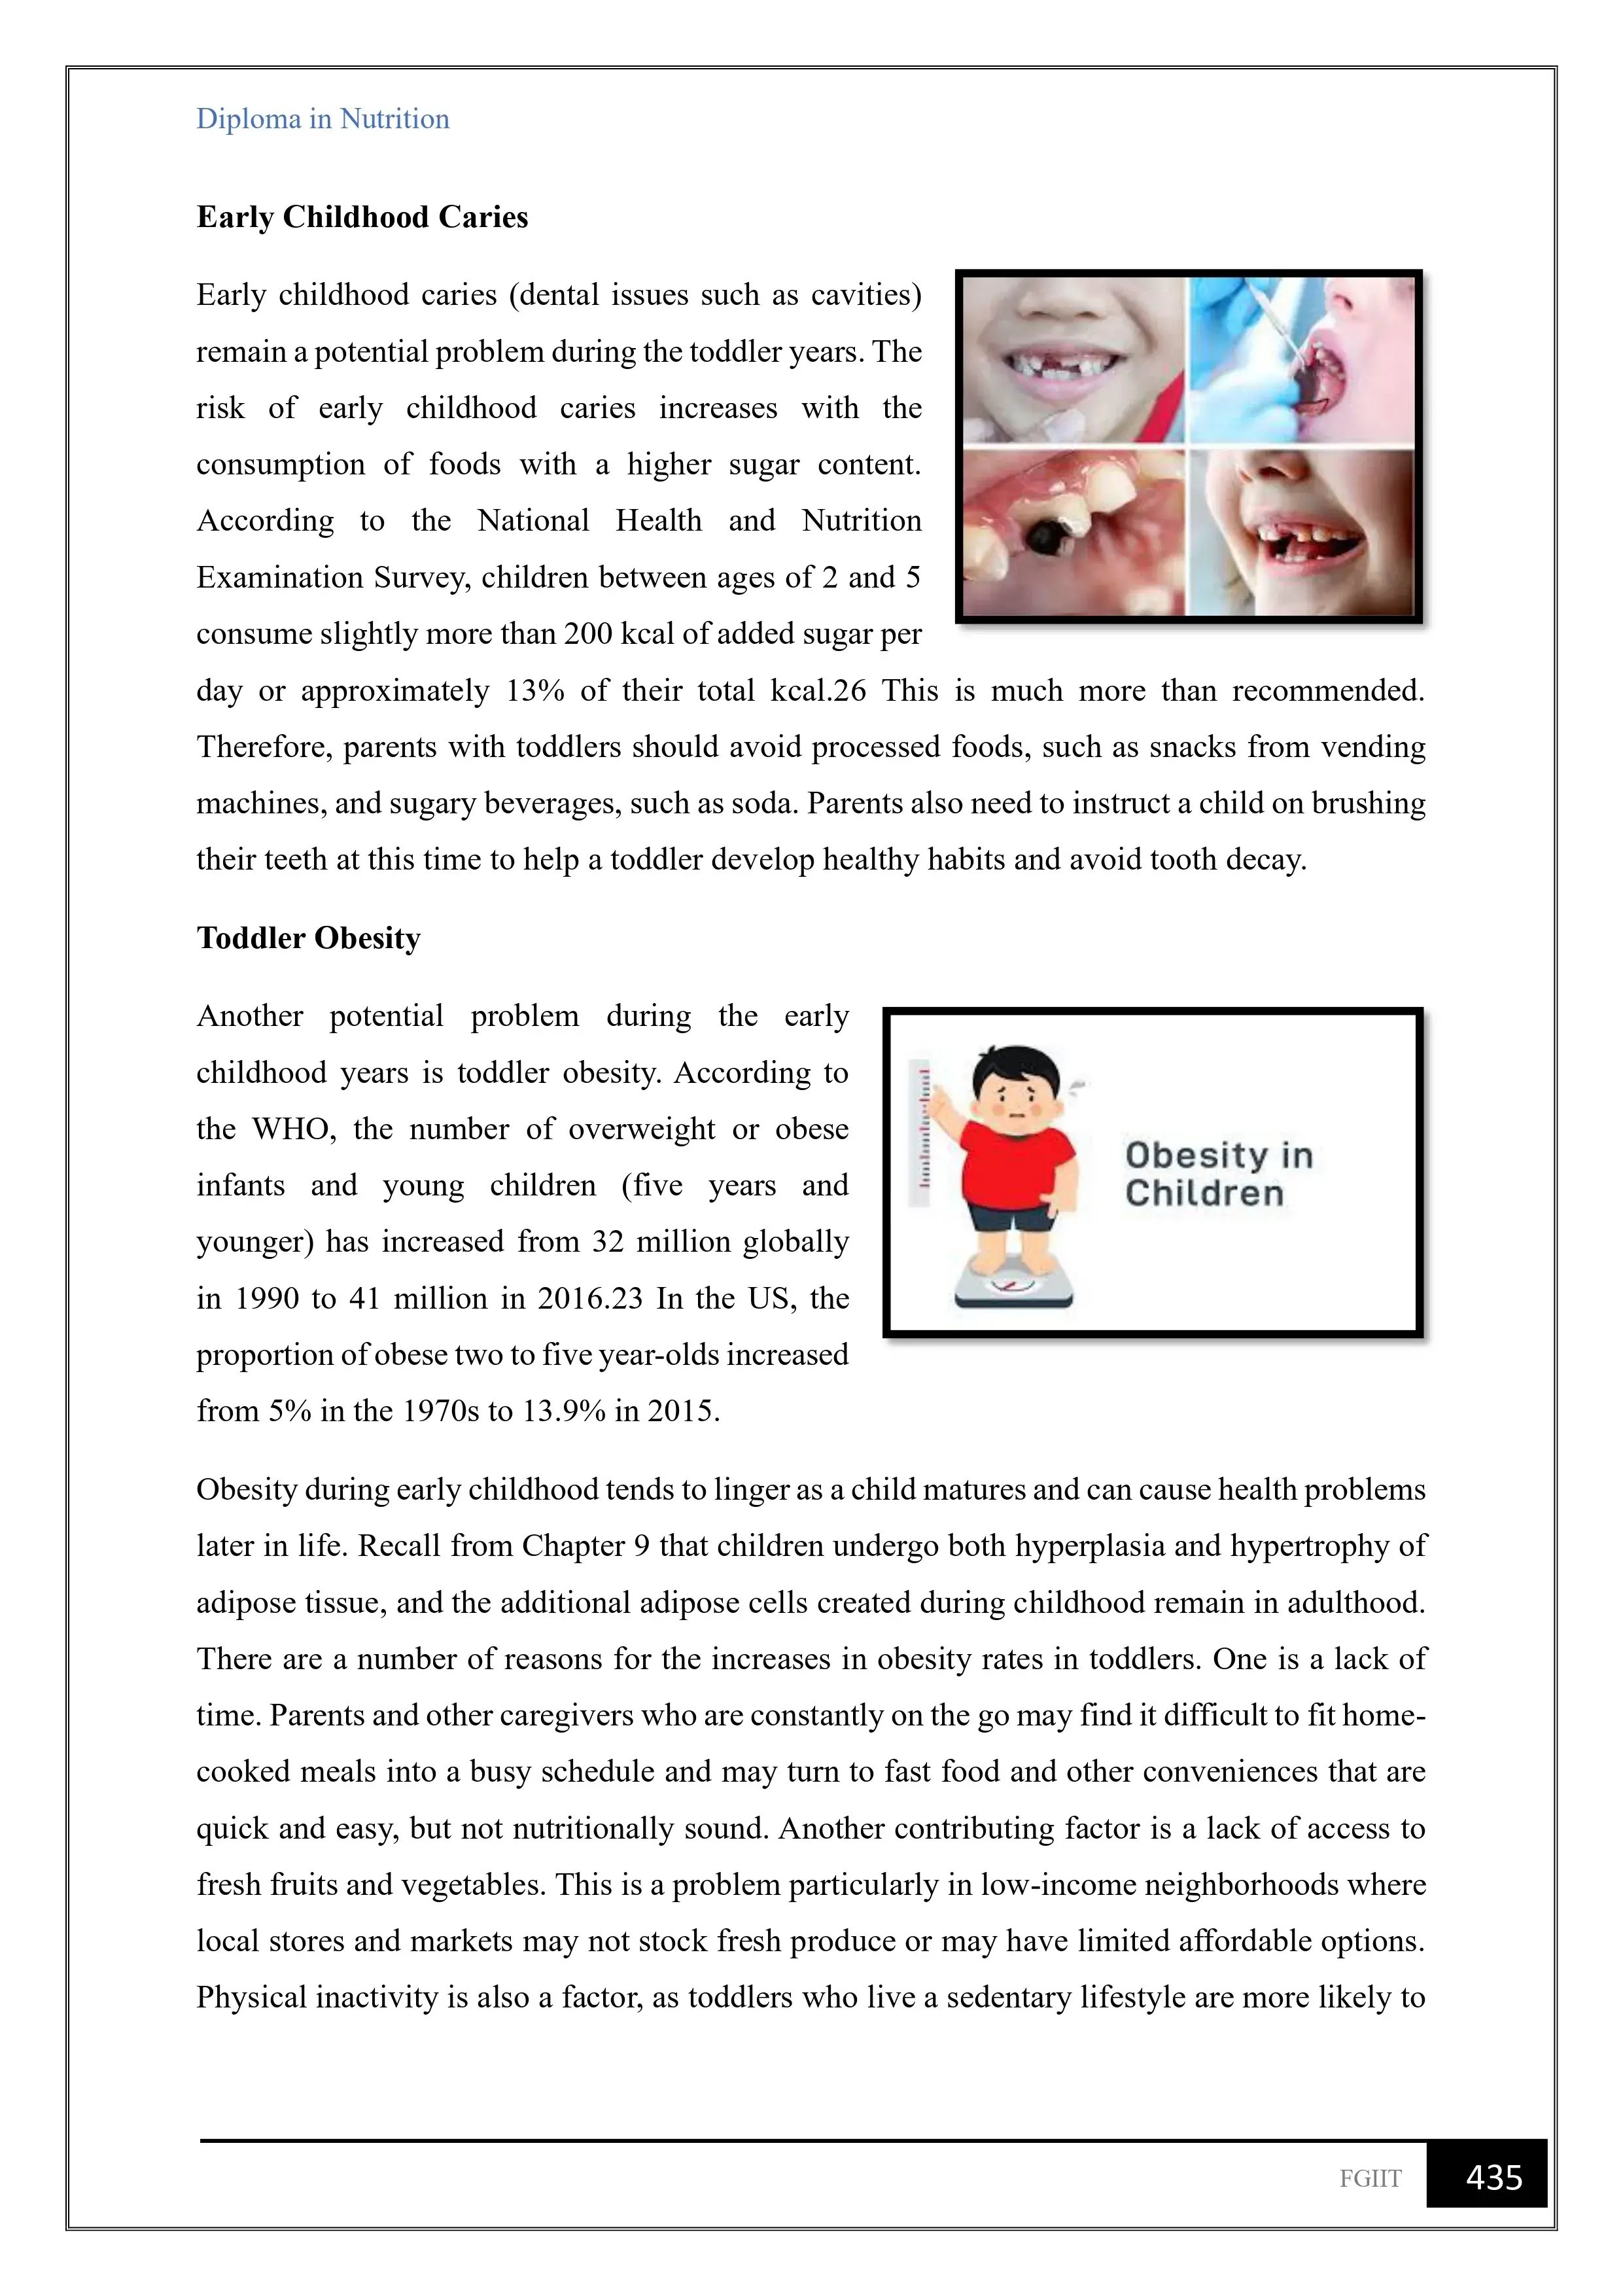 Diploma in Nutrition
Early Childhood Caries
Early childhood caries (dental issues such as cavities)
remain a potential problem during the toddler years. The
risk of early childhood caries increases with the
consumption of foods with a higher sugar content.
According to the National Health and Nutrition
Examination Survey, children between ages of 2 and 5
consume slightly more than 200 kcal of added sugar per
day or approximately 13% of their total kcal.26 This is much more than recommended.
Therefore, parents with toddlers should avoid processed foods, such as snacks from vending
machines, and sugary beverages, such as soda. Parents also need to instruct a child on brushing
their teeth at this time to help a toddler develop healthy habits and avoid tooth decay.
Toddler Obesity
Another potential problem during the early
childhood years is toddler obesity. According to
the WHO, the number of overweight or obese
infants and young children (five years and
younger) has increased from 32 million globally
in 1990 to 41 million in 2016.23 In the US, the
proportion of obese two to five year-olds increased
from 5% in the 1970s to 13.9% in 2015.
Obesity in
Children
Obesity during early childhood tends to linger as a child matures and can cause health problems
later in life. Recall from Chapter 9 that children undergo both hyperplasia and hypertrophy of
adipose tissue, and the additional adipose cells created during childhood remain in adulthood.
There are a number of reasons for the increases in obesity rates in toddlers. One is a lack of
time. Parents and other caregivers who are constantly on the go may find it difficult to fit home-
cooked meals into a busy schedule and may turn to fast food and other conveniences that are
quick and easy, but not nutritionally sound. Another contributing factor is a lack of access to
fresh fruits and vegetables. This is a problem particularly in low-income neighborhoods where
local stores and markets may not stock fresh produce or may have limited affordable options.
Physical inactivity is also a factor, as toddlers who live a sedentary lifestyle are more likely to
FGIIT
435